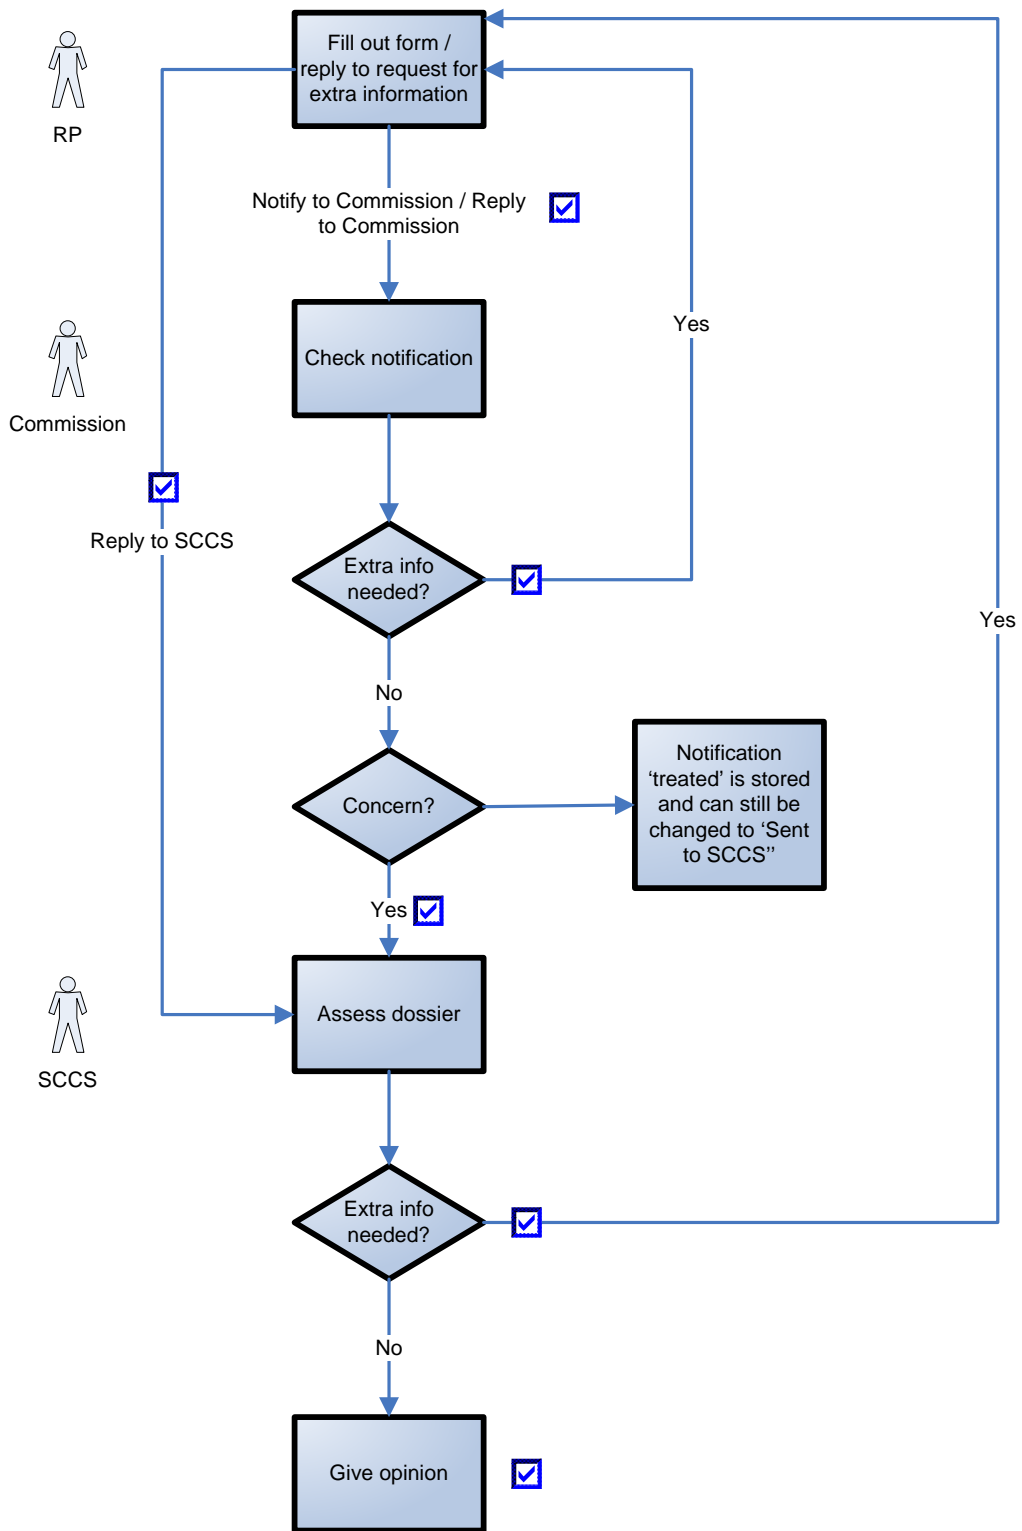 Fill out form /
reply to request for
extra information
RP
Notify to Commission / Reply
to Commission
Yes
Check notification
Commission
Reply to SCCS
Extra info
needed?
Yes
No
Notification
‘treated’ is stored
and can still be
changed to ‘Sent
to SCCS’’
Concern?
Yes
Assess dossier
SCCS
Extra info
needed?
No
Give opinion